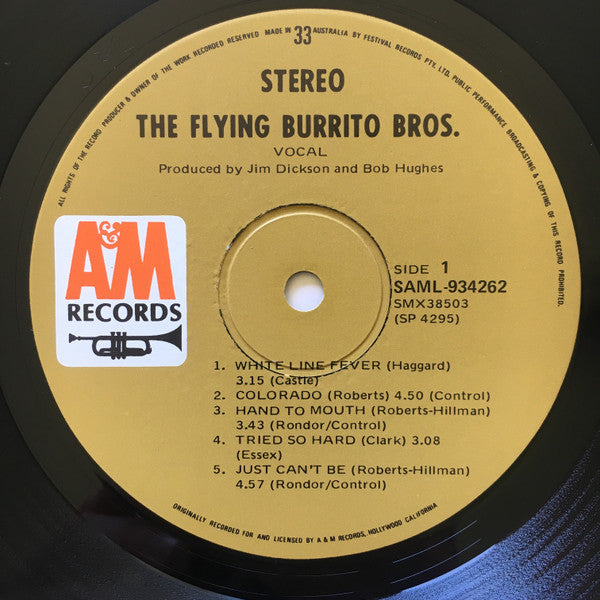 ALL RIGHTS OF THE RECORD PRODUCER & OWNER OF THE WORK RECORDED RESERVED MADE IN 33 AUSTRALIA BY FESTIVAL RECORDS PTY. LTD. PUBLIC PERFORMANCE BROADCASTING & COPYING OF THIS RECORD PROHIBITED.
STEREO
THE FLYING BURRITO BROS.
VOCAL
Produced by Jim Dickson and Bob Hughes
A&M
RECORDS
SIDE 1
SAML-934262
SMX38503
(SP 4295)
1. WHITE LINE FEVER (Haggard)
3.15 (Castle)
2. COLORADO (Roberts) 4.50 (Control)
3. HAND TO MOUTH (Roberts-Hillman)
3.43 (Rondor/Control)
4. TRIED SO HARD (Clark) 3.08
(Essex)
5. JUST CAN'T BE (Roberts-Hillman)
4.57 (Rondor/Control)
ORIGINALLY RECORDED FOR AND LICENSED BY A & M RECORDS, HOLLYWOOD CALIFORNIA